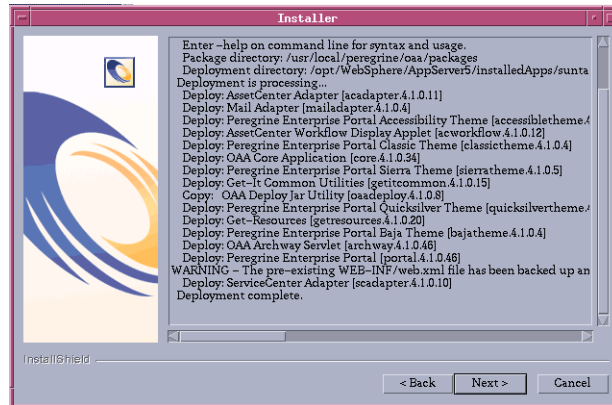 Installer
Enter -help on command line for syntax and usage.
Package directory: /usr/local/peregrine/oaa/packages
Deployment directory: /opt/WebSphere/AppServer5/installedApps/sunta
Deployment is processing...
Deploy: AssetCenter Adapter [acadapter.4.1.0.11]
Deploy: Mail Adapter [mailadapter.4.1.0.4]
Deploy: Peregrine Enterprise Portal Accessibility Theme [accessibletheme.4
Deploy: AssetCenter Workflow Display Applet [acworkflow.4.1.0.12]
Deploy: Peregrine Enterprise Portal Classic Theme [classictheme.4.1.0.4]
Deploy: OAA Core Application [core.4.1.0.34]
Deploy: Peregrine Enterprise Portal Sierra Theme [sierratheme.4.1.0.5]
Deploy: Get-It Common Utilities [getitcommon.4.1.0.15]
Copy: OAA Deploy Jar Utility [oaadeploy.4.1.0.8]
Deploy: Peregrine Enterprise Portal Quicksilver Theme [quicksilvertheme.4
Deploy: Get-Resources [getresources.4.1.0.20]
Deploy: Peregrine Enterprise Portal Baja Theme [bajatheme.4.1.0.4]
Deploy: OAA Archway Servlet [archway.4.1.0.46]
Deploy: Peregrine Enterprise Portal [portal.4.1.0.46]
WARNING - The pre-existing WEB-INF/web.xml file has been backed up an
Deploy: ServiceCenter Adapter [scadapter.4.1.0.10]
Deployment complete.
InstallShield
< Back Next > Cancel